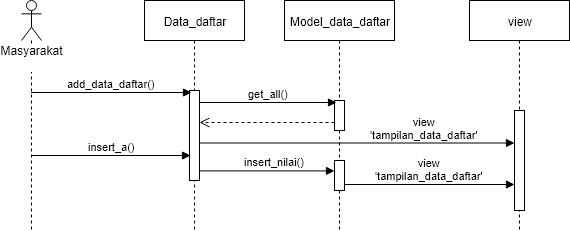 Data_daftar
Model_data_daftar
view
Masyarakat
add_data_daftar()
get_all()
view
'tampilan_data_daftar'
insert_a()
insert_nilai()
view
'tampilan_data_daftar'